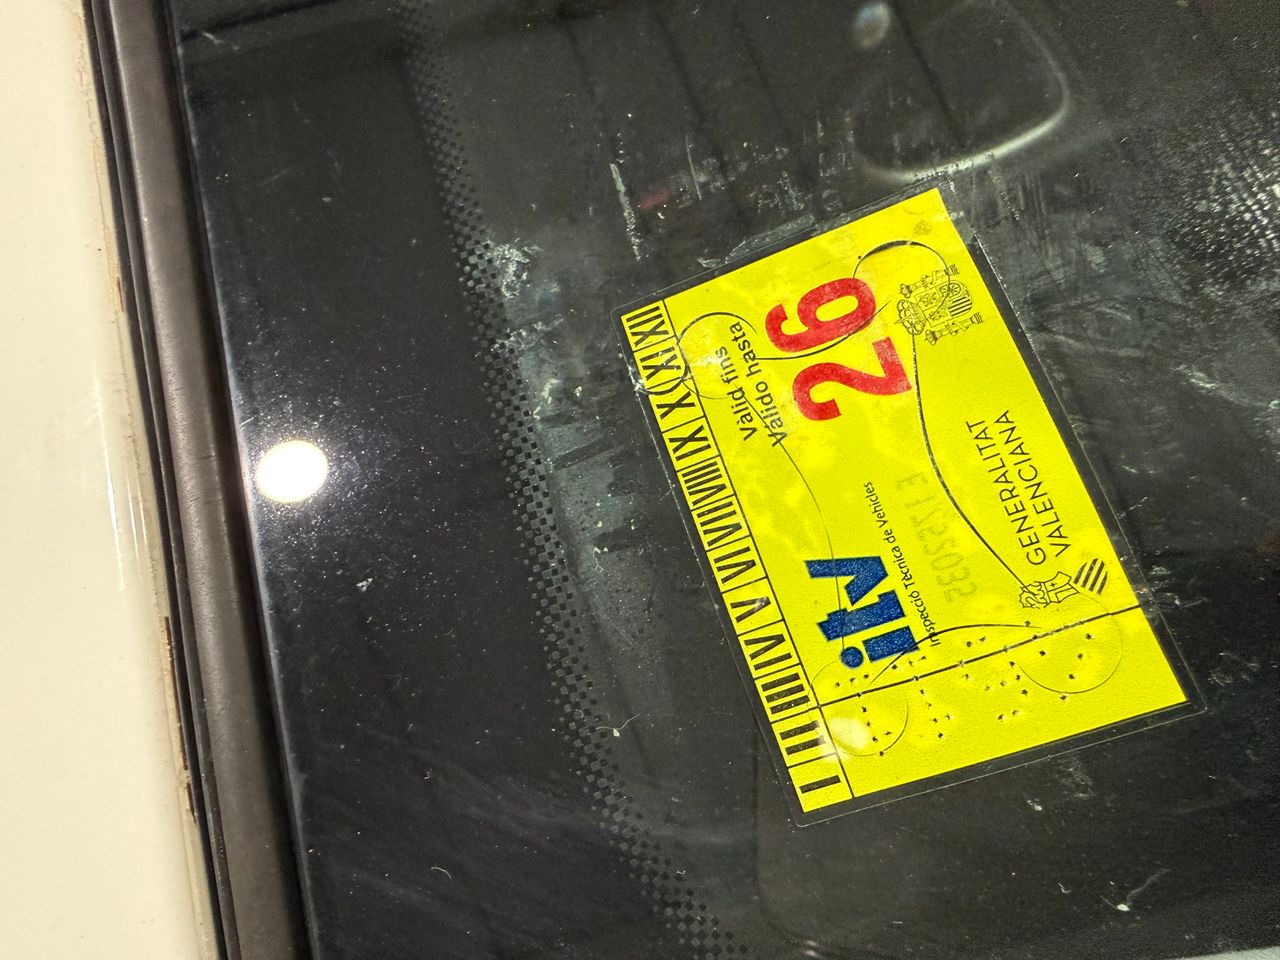 I II III IV V VI VII VIII IX X XI XII
Vàlid fins
Válido hasta
26
itv
Inspecció Tècnica de Vehicles
GENERALITAT
VALENCIANA